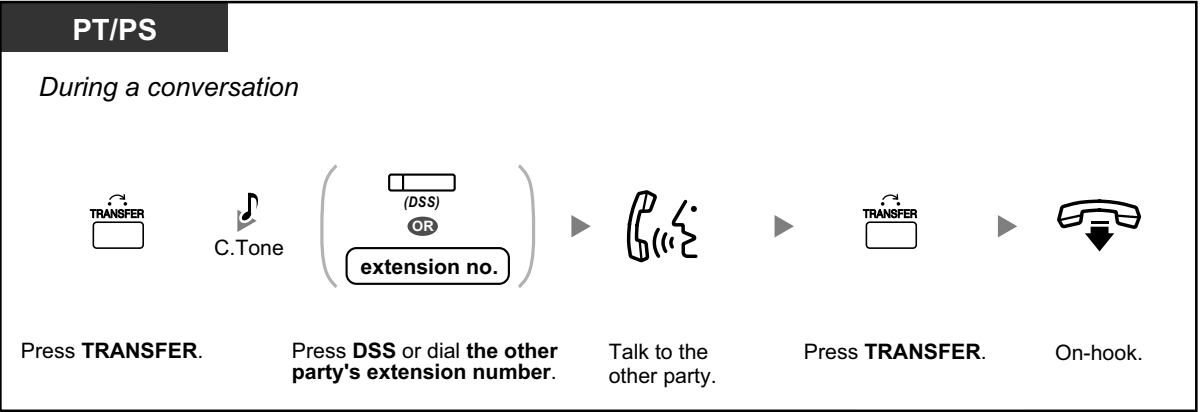 PT/PS
During a conversation
TRANSFER
C.Tone
(DSS)
OR
extension no.
TRANSFER
Press TRANSFER.
Press DSS or dial the other
party's extension number.
Talk to the
other party.
Press TRANSFER.
On-hook.